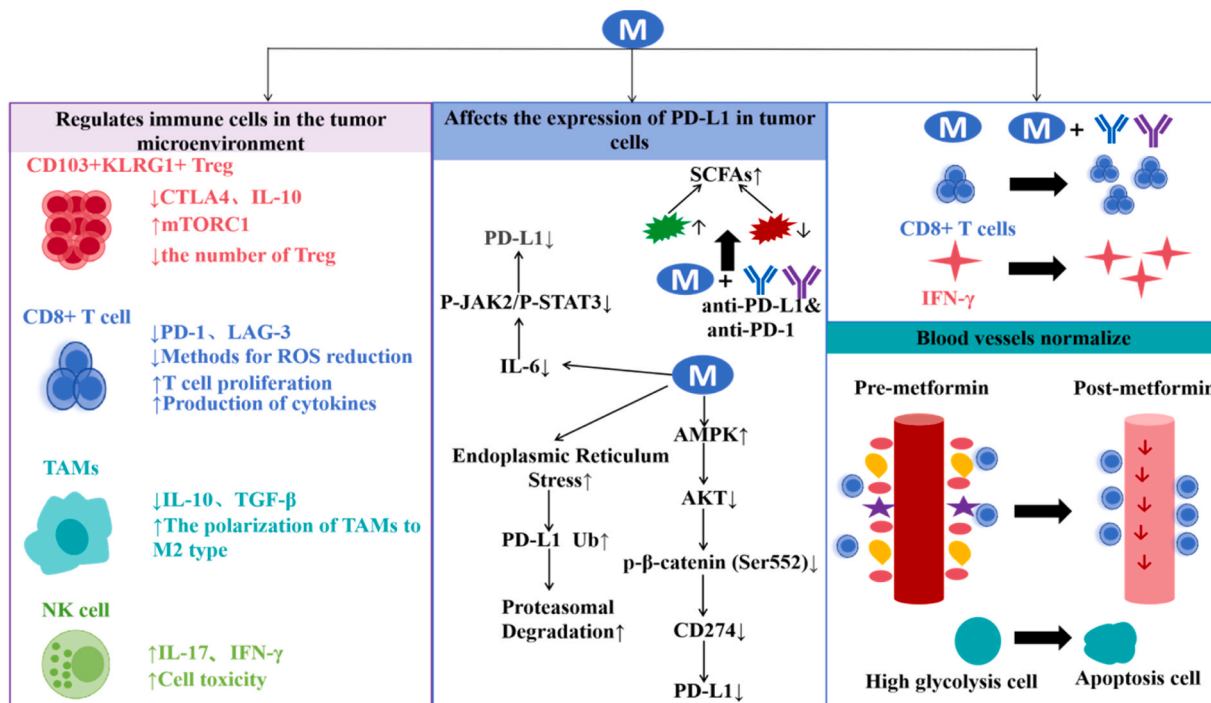 M
Regulates immune cells in the tumor
microenvironment
CD103+KLRG1+ Treg
↓CTLA4、IL-10
↑mTORC1
↓the number of Treg
CD8+ T cell
↓PD-1、LAG-3
↓Methods for ROS reduction
↑T cell proliferation
↑Production of cytokines
TAMs
↓IL-10、TGF-β
↑The polarization of TAMs to
M2 type
NK cell
↑IL-17、IFN-γ
↑Cell toxicity
Affects the expression of PD-L1 in tumor
cells
SCFAs↑
↑
↓
PD-L1↓
M +
P-JAK2/P-STAT3↓
anti-PD-L1&
anti-PD-1
IL-6↓
M
AMPK↑
Endoplasmic Reticulum
Stress↑
AKT↓
PD-L1 Ub↑
p-β-catenin (Ser552)↓
Proteasomal
Degradation↑
CD274↓
PD-L1↓
M
M +
CD8+ T cells
IFN-γ
Blood vessels normalize
Pre-metformin
Post-metformin
High glycolysis cell
Apoptosis cell